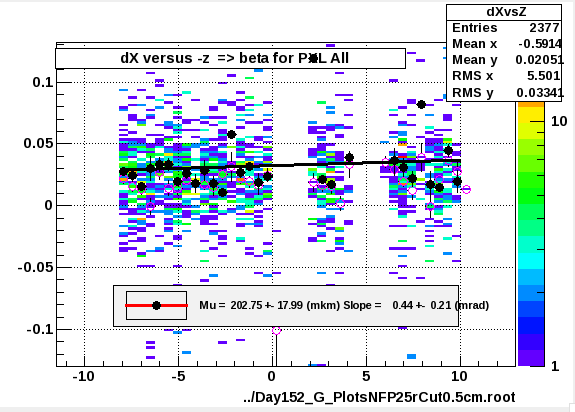 dXvsZ
Entries 2377
Mean x -0.5914
Mean y 0.02051
RMS x 5.501
RMS y 0.03341
dX versus -z => beta for PXL All
0.1
0.05
0
-0.05
-0.1
10
1
Mu = 202.75 +- 17.99 (mkm) Slope = 0.44 +- 0.21 (mrad)
-10 -5 0 5 10
../Day152_G_PlotsNFP25rCut0.5cm.root